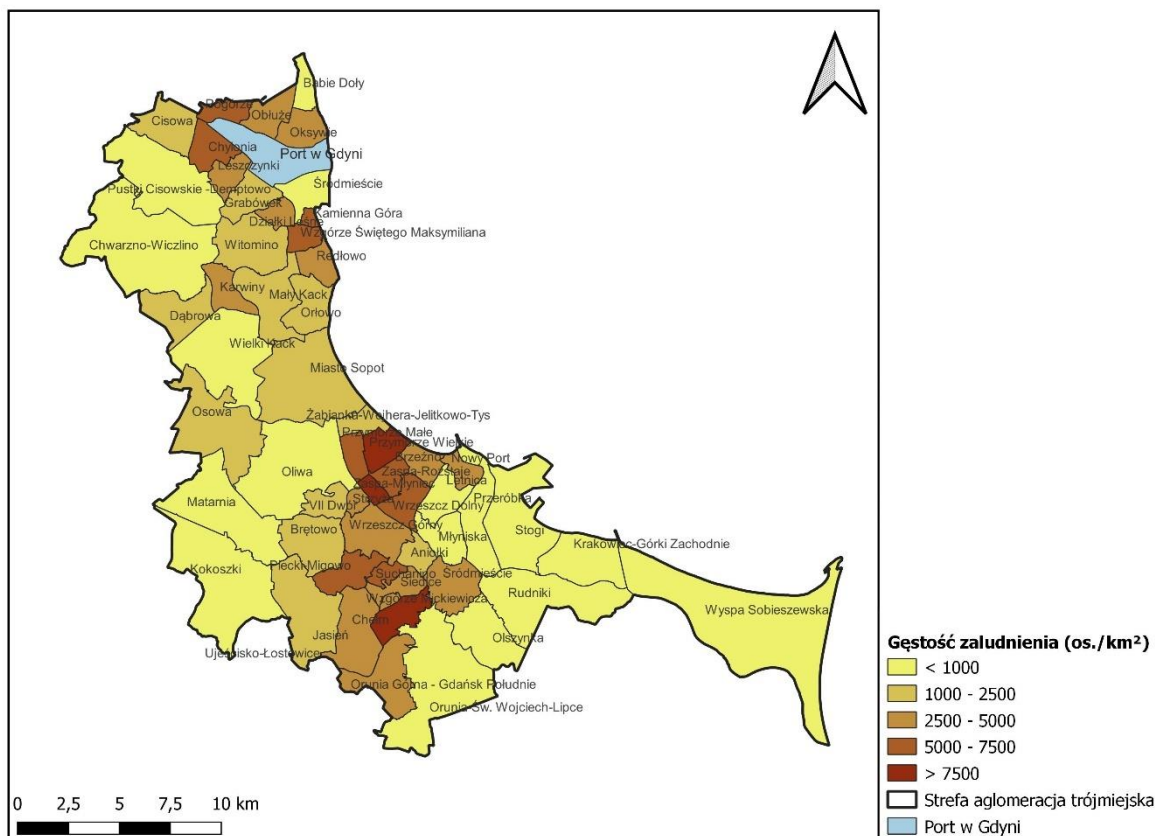 Babie Doły
Pogórze
Obłuże
Cisowa
Oksywie
Chylonia
Port w Gdyni
Leszczynki
Pustki Cisowskie -Demptowo
Śródmieście
Grabówek
Kamienna Góra
Działki Leśne
Wzgórze Świętego Maksymiliana
Chwarzno-Wiczlino
Witomino
Redłowo
Karwiny
Mały Kack
Dąbrowa
Orłowo
Wielki Kack
Miasto Sopot
Osowa
Żabianka-Wejhera-Jelitkowo-Tys
Przymorze Małe
Przymorze Wielkie
Brzeźno
Nowy Port
Oliwa
Zaspa-Rozstaje
Letnica
Zaspa-Młyniec
Matarnia
Strzyża
Przeróbka
VII Dwór
Wrzeszcz Dolny
Brętowo
Wrzeszcz Górny
Młyniska
Stogi
Krakowiec-Górki Zachodnie
Aniołki
Kokoszki
Piecki-Migowo
Suchanino
Śródmieście
Siedlce
Rudniki
Wzgórze Mickiewicza
Wyspa Sobieszewska
Chełm
Jasień
Olszynka
Ujeścisko-Łostowice
Orunia Górna - Gdańsk Południe
Orunia-Św. Wojciech-Lipce
Gęstość zaludnienia (os./km²)
< 1000
1000 - 2500
2500 - 5000
5000 - 7500
> 7500
Strefa aglomeracja trójmiejska
Port w Gdyni
0 2,5 5 7,5 10 km